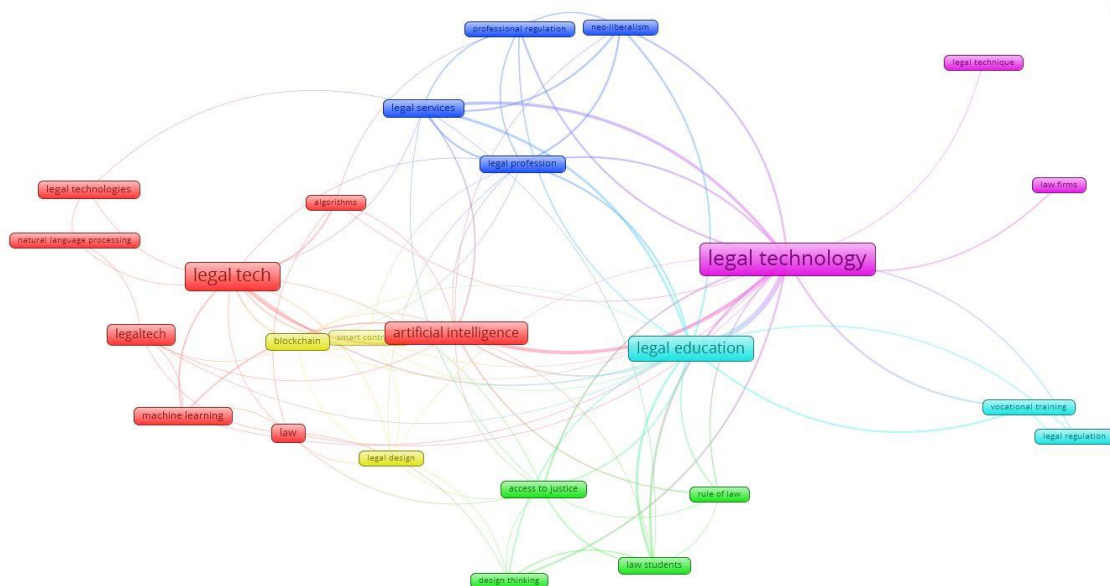 professional regulation
neo-liberalism
legal technique
legal services
legal profession
law firms
legal technologies
algorithms
natural language processing
legal technology
legal tech
legaltech
blockchain
smart contr
artificial intelligence
legal education
machine learning
vocational training
law
legal regulation
legal design
access to justice
rule of law
law students
design thinking